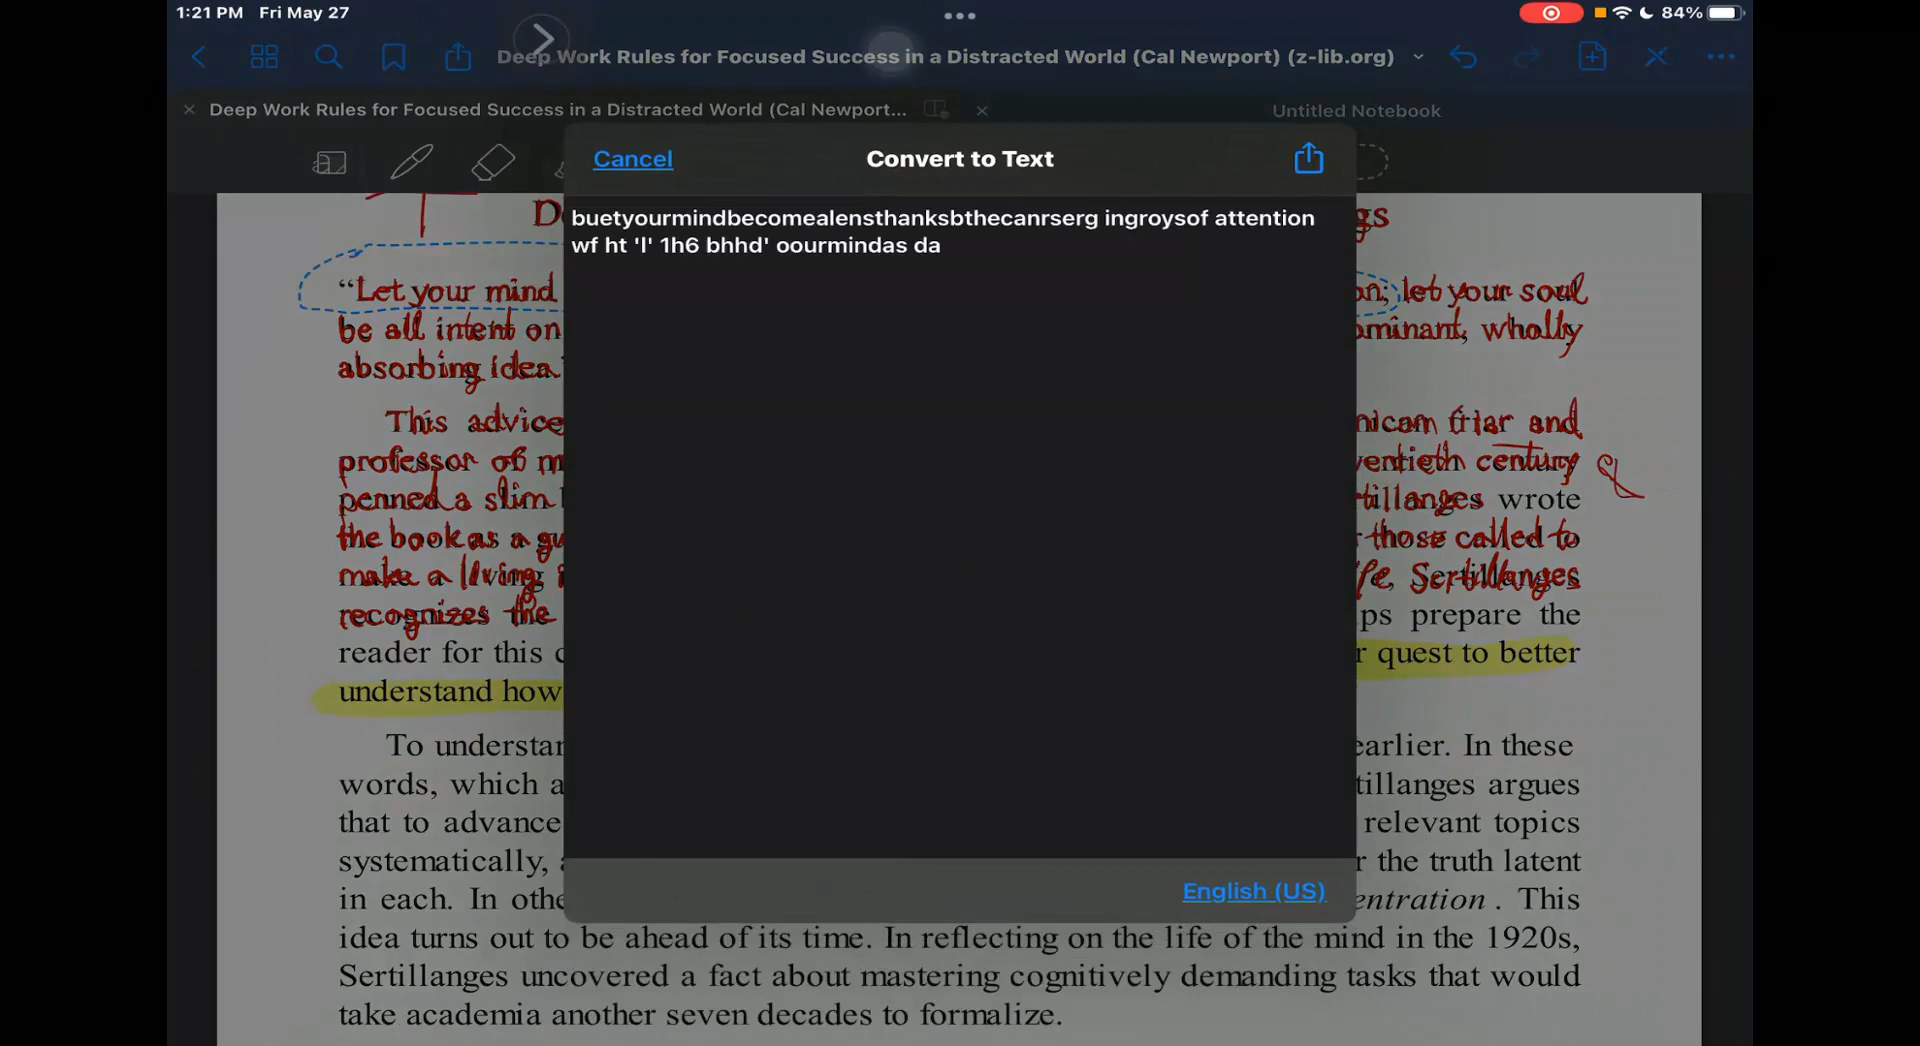 1:21 PM Fri May 27
84%
Deep Work Rules for Focused Success in a Distracted World (Cal Newport) (z-lib.org)
Deep Work Rules for Focused Success in a Distracted World (Cal Newport...
Untitled Notebook
Cancel
Convert to Text
buetyourmindbecomealensthanksbthecanrserg ingroysof attention
wf ht 'I' 1h6 bhhd' oourmindas da
D gs
“Let your mind on; let your soul
be all intent on ominant, wholly
absorbing idea
This advice nican friar and
professor of m ventieth century
penned a slim tillanges wrote
the book as a gu r those called to
make a living i ife, Sertillanges
recognizes the ps prepare the
reader for this c r quest to better
understand how
To understan earlier. In these
words, which a tillanges argues
that to advance relevant topics
systematically, a r the truth latent
in each. In othe entration. This
English (US)
idea turns out to be ahead of its time. In reflecting on the life of the mind in the 1920s,
Sertillanges uncovered a fact about mastering cognitively demanding tasks that would
take academia another seven decades to formalize.